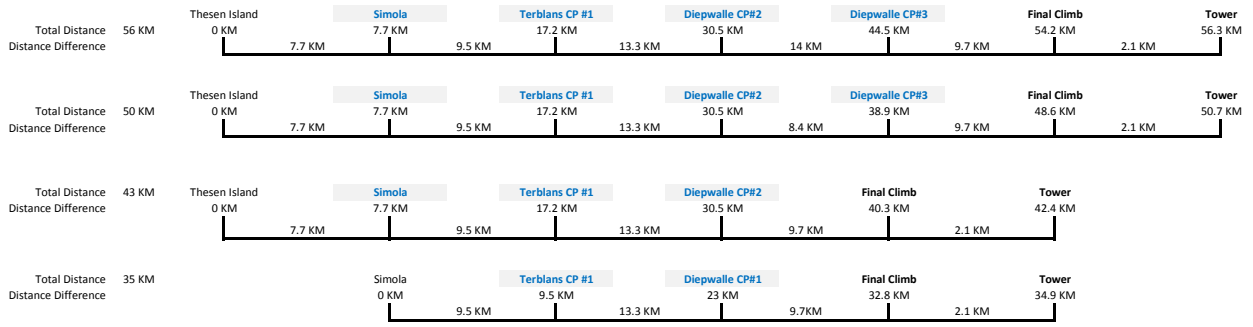 Thesen Island Simola Terblans CP #1 Diepwalle CP#2 Diepwalle CP#3 Final Climb Tower
Total Distance 56 KM 0 KM 7.7 KM 17.2 KM 30.5 KM 44.5 KM 54.2 KM 56.3 KM
Distance Difference 7.7 KM 9.5 KM 13.3 KM 14 KM 9.7 KM 2.1 KM
Thesen Island Simola Terblans CP #1 Diepwalle CP#2 Diepwalle CP#3 Final Climb Tower
Total Distance 50 KM 0 KM 7.7 KM 17.2 KM 30.5 KM 38.9 KM 48.6 KM 50.7 KM
Distance Difference 7.7 KM 9.5 KM 13.3 KM 8.4 KM 9.7 KM 2.1 KM
Total Distance 43 KM Thesen Island Simola Terblans CP #1 Diepwalle CP#2 Final Climb Tower
Distance Difference 0 KM 7.7 KM 17.2 KM 30.5 KM 40.3 KM 42.4 KM
7.7 KM 9.5 KM 13.3 KM 9.7 KM 2.1 KM
Total Distance 35 KM Simola Terblans CP #1 Diepwalle CP#1 Final Climb Tower
Distance Difference 0 KM 9.5 KM 23 KM 32.8 KM 34.9 KM
9.5 KM 13.3 KM 9.7KM 2.1 KM